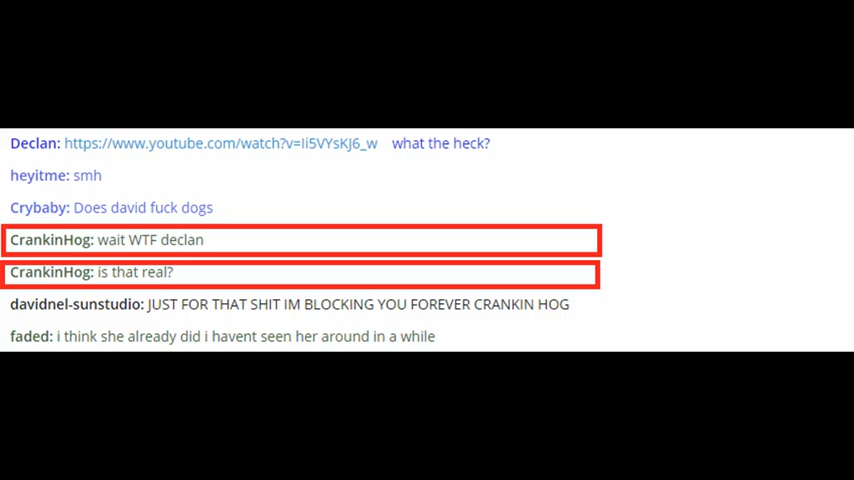 Declan: https://www.youtube.com/watch?v=Ii5VYsKJ6_w what the heck?
heyitme: smh
Crybaby: Does david fuck dogs
CrankinHog: wait WTF declan
CrankinHog: is that real?
davidnel-sunstudio: JUST FOR THAT SHIT IM BLOCKING YOU FOREVER CRANKIN HOG
faded: i think she already did i havent seen her around in a while